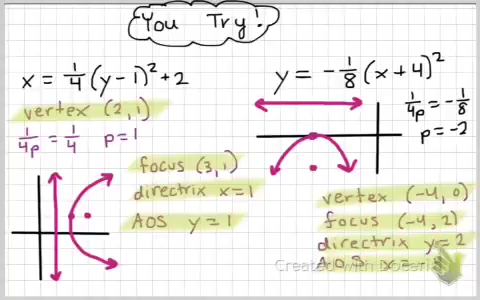 You Try!
x = 1/4 (y-1)² + 2
vertex (2,1)
1/4p = 1/4 p=1
focus (3,1)
directrix x=1
AOS y=1
y = -1/8 (x+4)²
1/4p = -1/8
p = -2
vertex (-4,0)
focus (-4,2)
directrix y=2
AOS x=
Created with Doceri